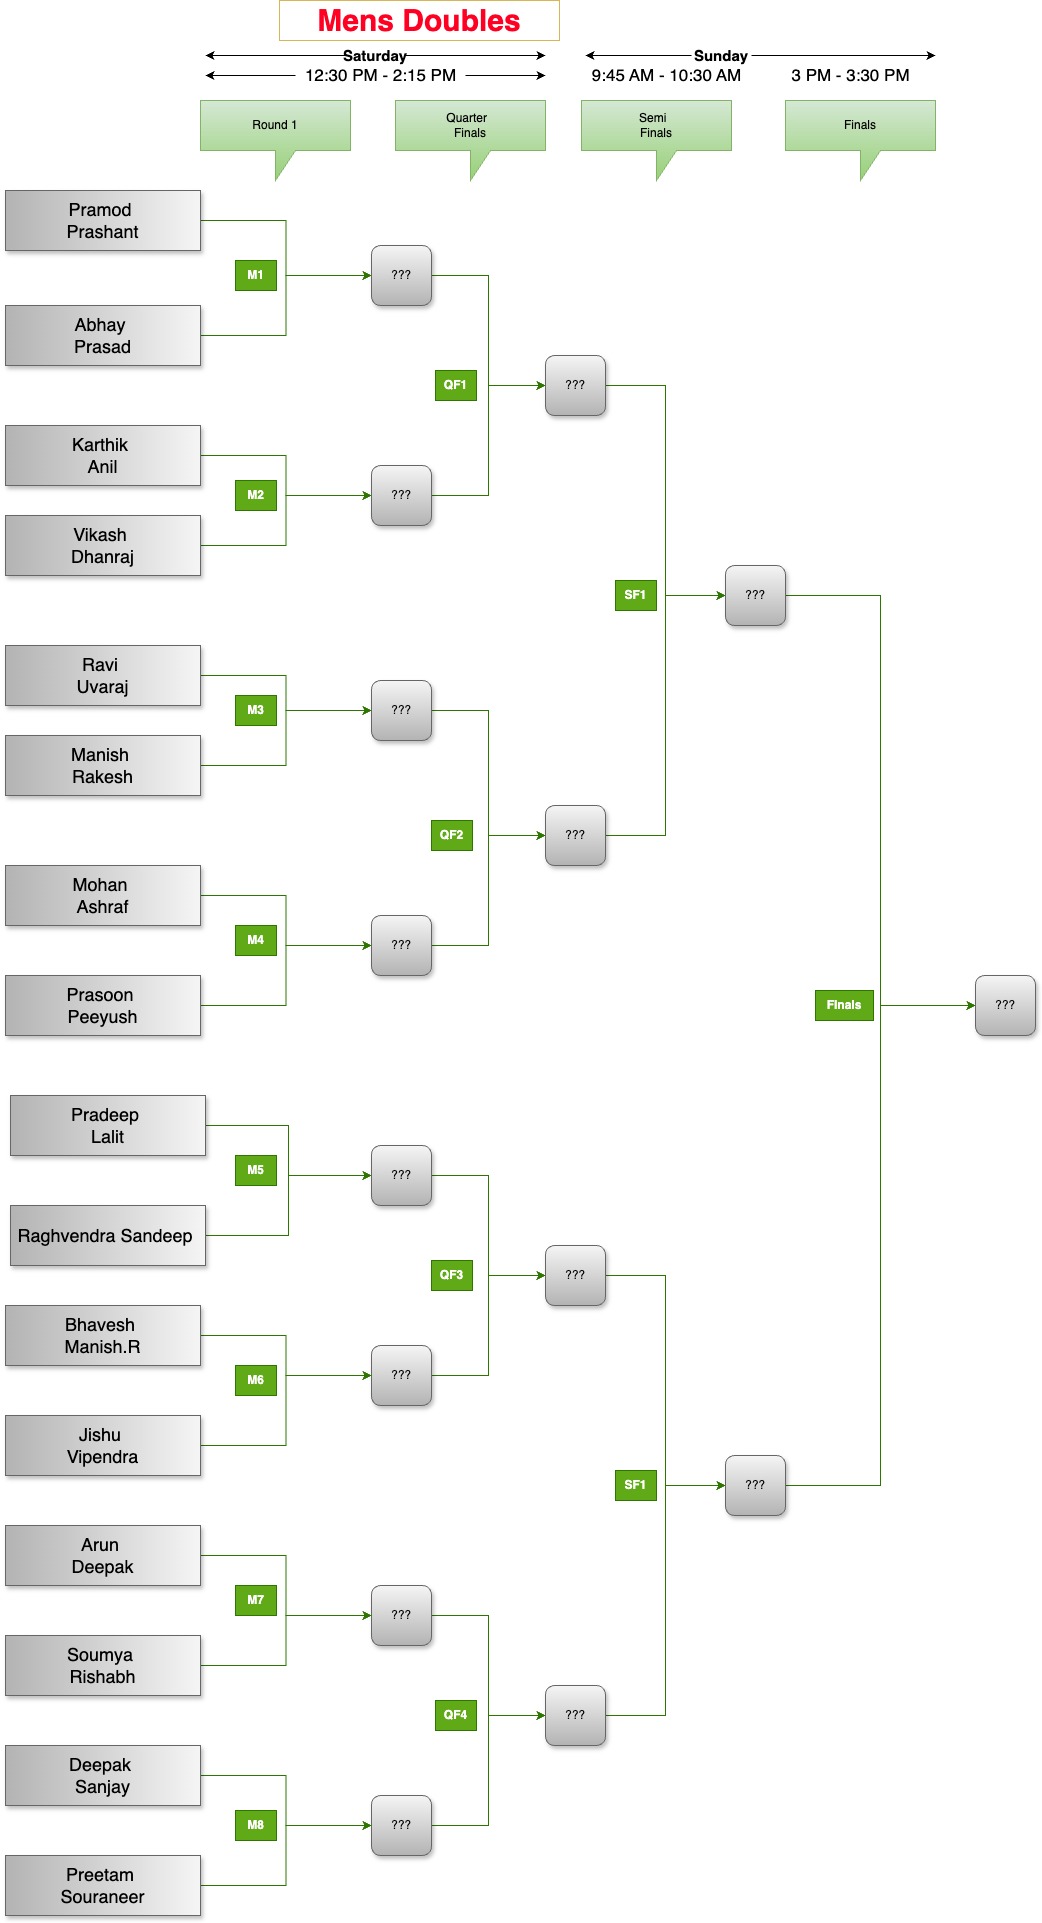 Mens Doubles
Saturday
Sunday
12:30 PM - 2:15 PM
9:45 AM - 10:30 AM
3 PM - 3:30 PM
Round 1
Quarter
Finals
Semi
Finals
Finals
Pramod
Prashant
M1
???
Abhay
Prasad
QF1
???
Karthik
Anil
M2
???
Vikash
Dhanraj
SF1
???
Ravi
Uvaraj
M3
???
Manish
Rakesh
QF2
???
Mohan
Ashraf
M4
???
Prasoon
Peeyush
Finals
???
Pradeep
Lalit
M5
???
Raghvendra Sandeep
QF3
???
Bhavesh
Manish.R
M6
???
Jishu
Vipendra
SF1
???
Arun
Deepak
M7
???
Soumya
Rishabh
QF4
???
Deepak
Sanjay
M8
???
Preetam
Souraneer